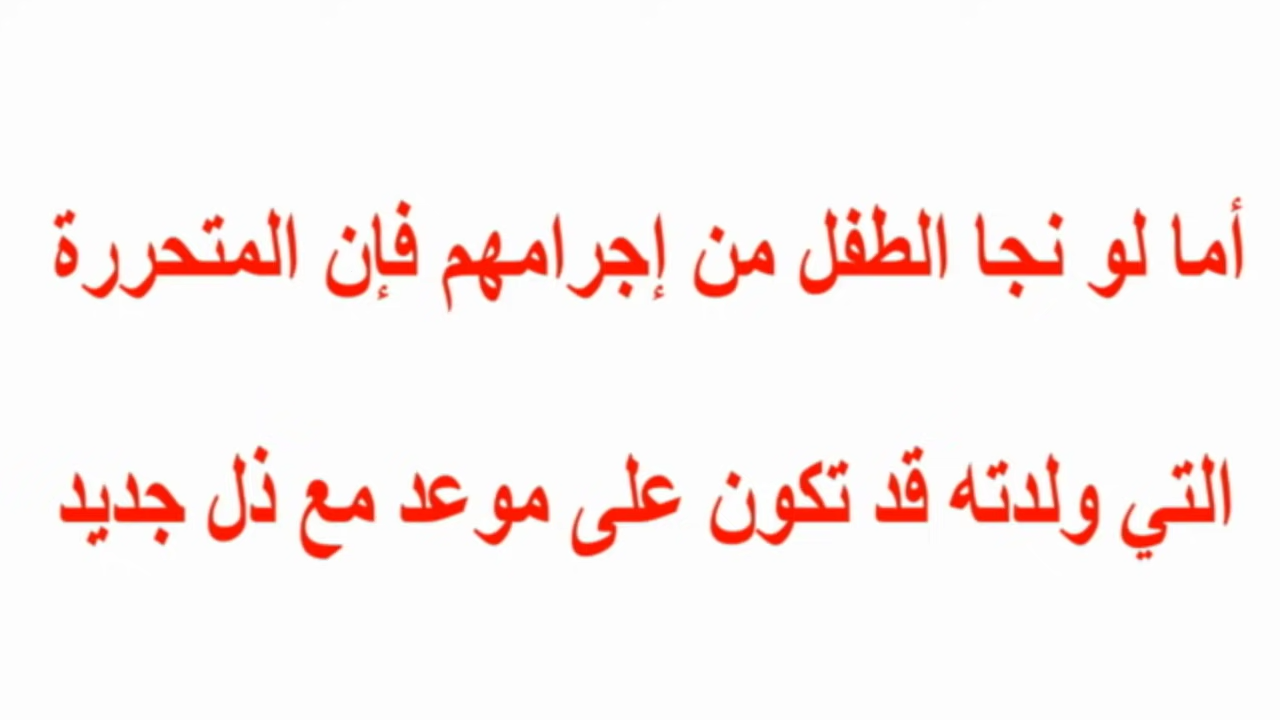 أما لو نجا الطفل من إجرامهم فإن المتحررة
التي ولدته قد تكون على موعد مع ذل جديد